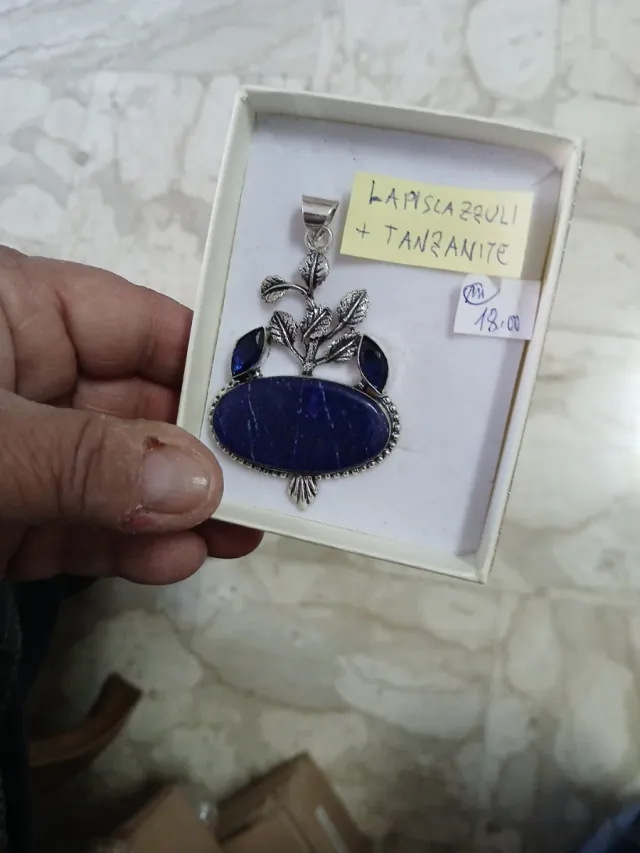 LAPISLAZZULI
+ TANZANITE
M
18.00